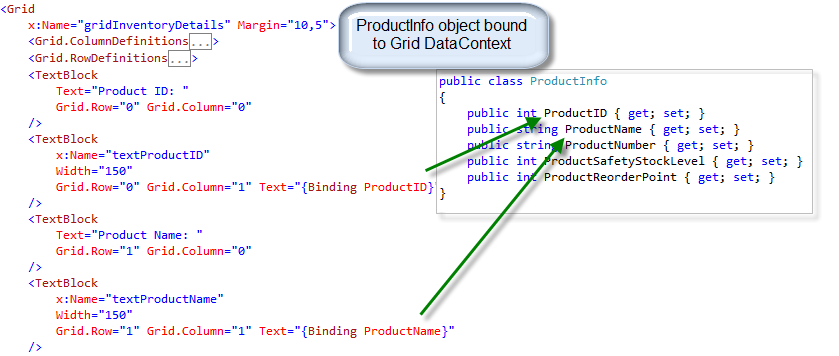 <Grid
x:Name="gridInventoryDetails" Margin="10,5">
<Grid.ColumnDefinitions...>
<Grid.RowDefinitions...>
<TextBlock
Text="Product ID: "
Grid.Row="0" Grid.Column="0"
/>
<TextBlock
x:Name="textProductID"
Width="150"
Grid.Row="0" Grid.Column="1" Text="{Binding ProductID}"
/>
<TextBlock
Text="Product Name: "
Grid.Row="1" Grid.Column="0"
/>
<TextBlock
x:Name="textProductName"
Width="150"
Grid.Row="1" Grid.Column="1" Text="{Binding ProductName}"
/>
ProductInfo object bound
to Grid DataContext
public class ProductInfo
{
public int ProductID { get; set; }
public string ProductName { get; set; }
public string ProductNumber { get; set; }
public int ProductSafetyStockLevel { get; set; }
public int ProductReorderPoint { get; set; }
}